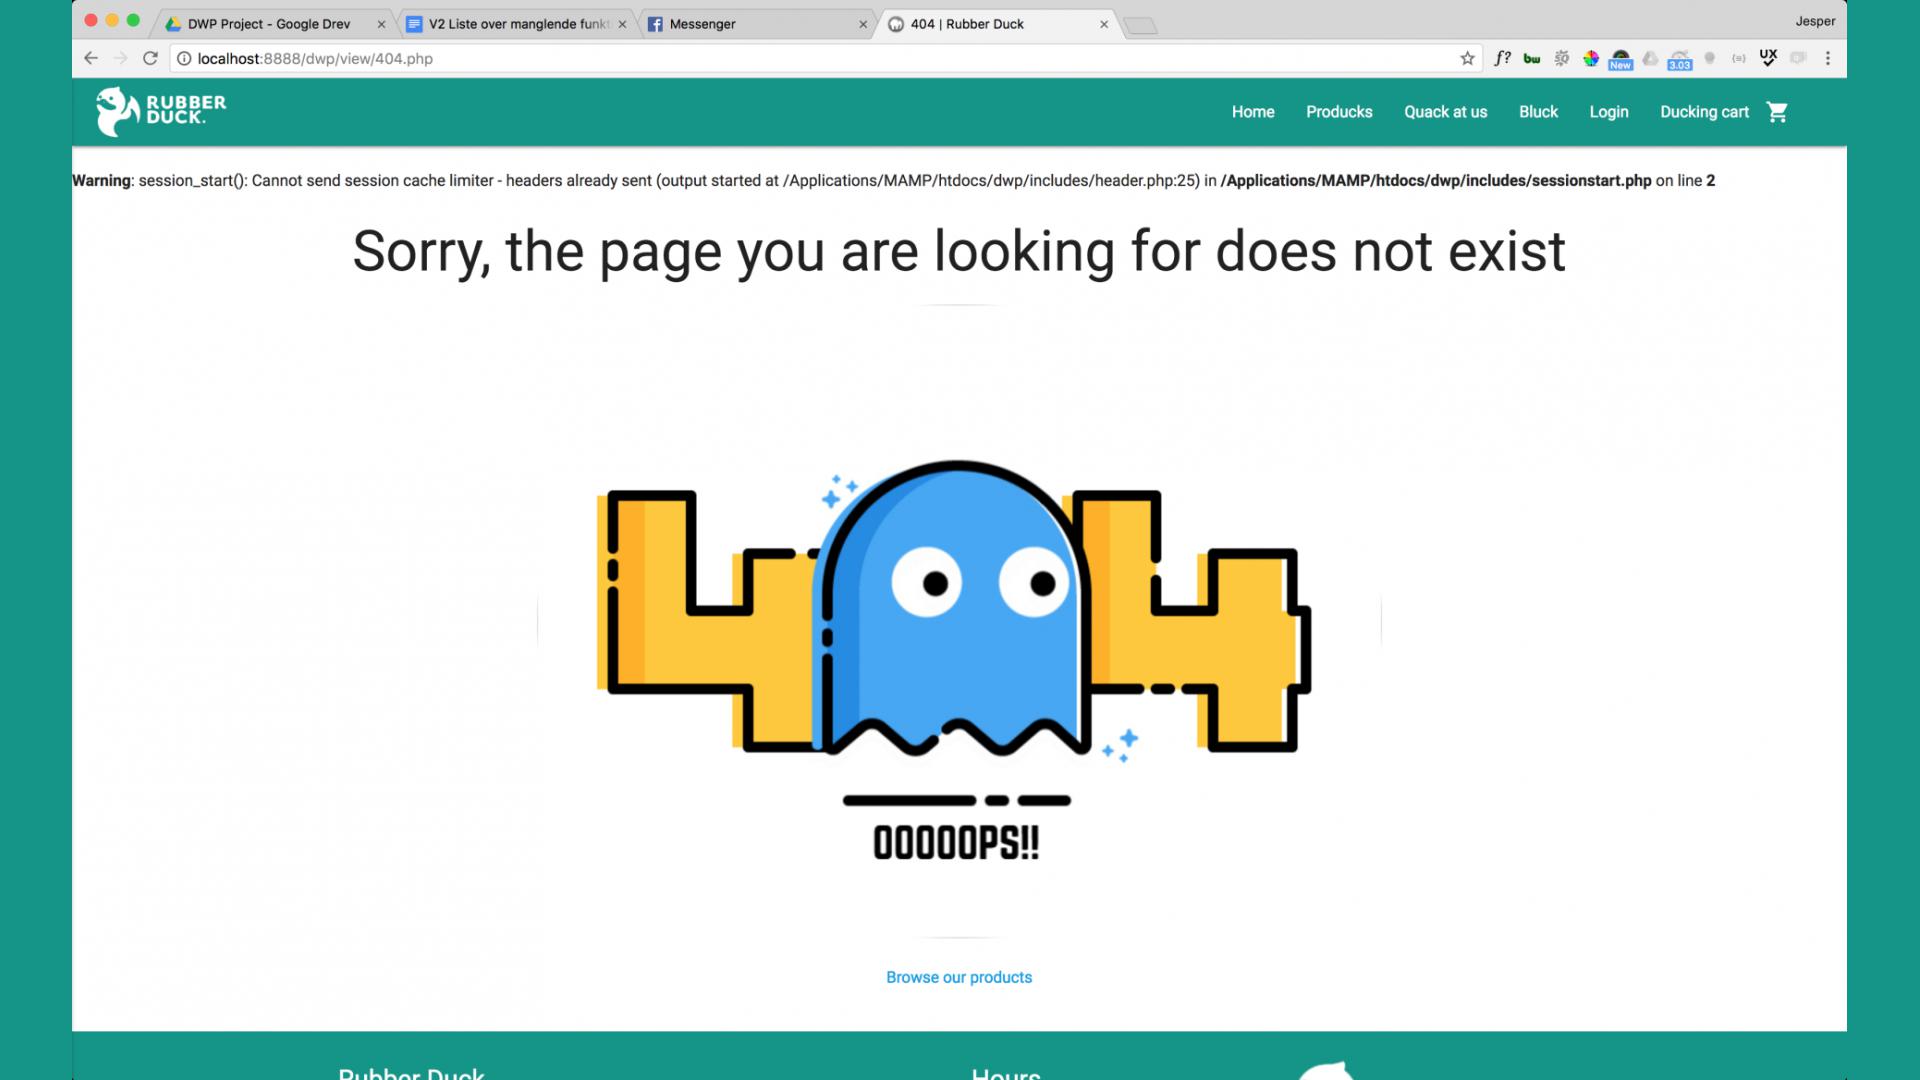 DWP Project - Google Drev
V2 Liste over manglende funkt
Messenger
404 | Rubber Duck
Jesper
localhost:8888/dwp/view/404.php
f?
bw
New
3.03
UX
RUBBER
DUCK.
Home
Producks
Quack at us
Bluck
Login
Ducking cart
Warning: session_start(): Cannot send session cache limiter - headers already sent (output started at /Applications/MAMP/htdocs/dwp/includes/header.php:25) in /Applications/MAMP/htdocs/dwp/includes/sessionstart.php on line 2
Sorry, the page you are looking for does not exist
4 4
OOOOOPS!!
Browse our products
Rubber Duck
Hours